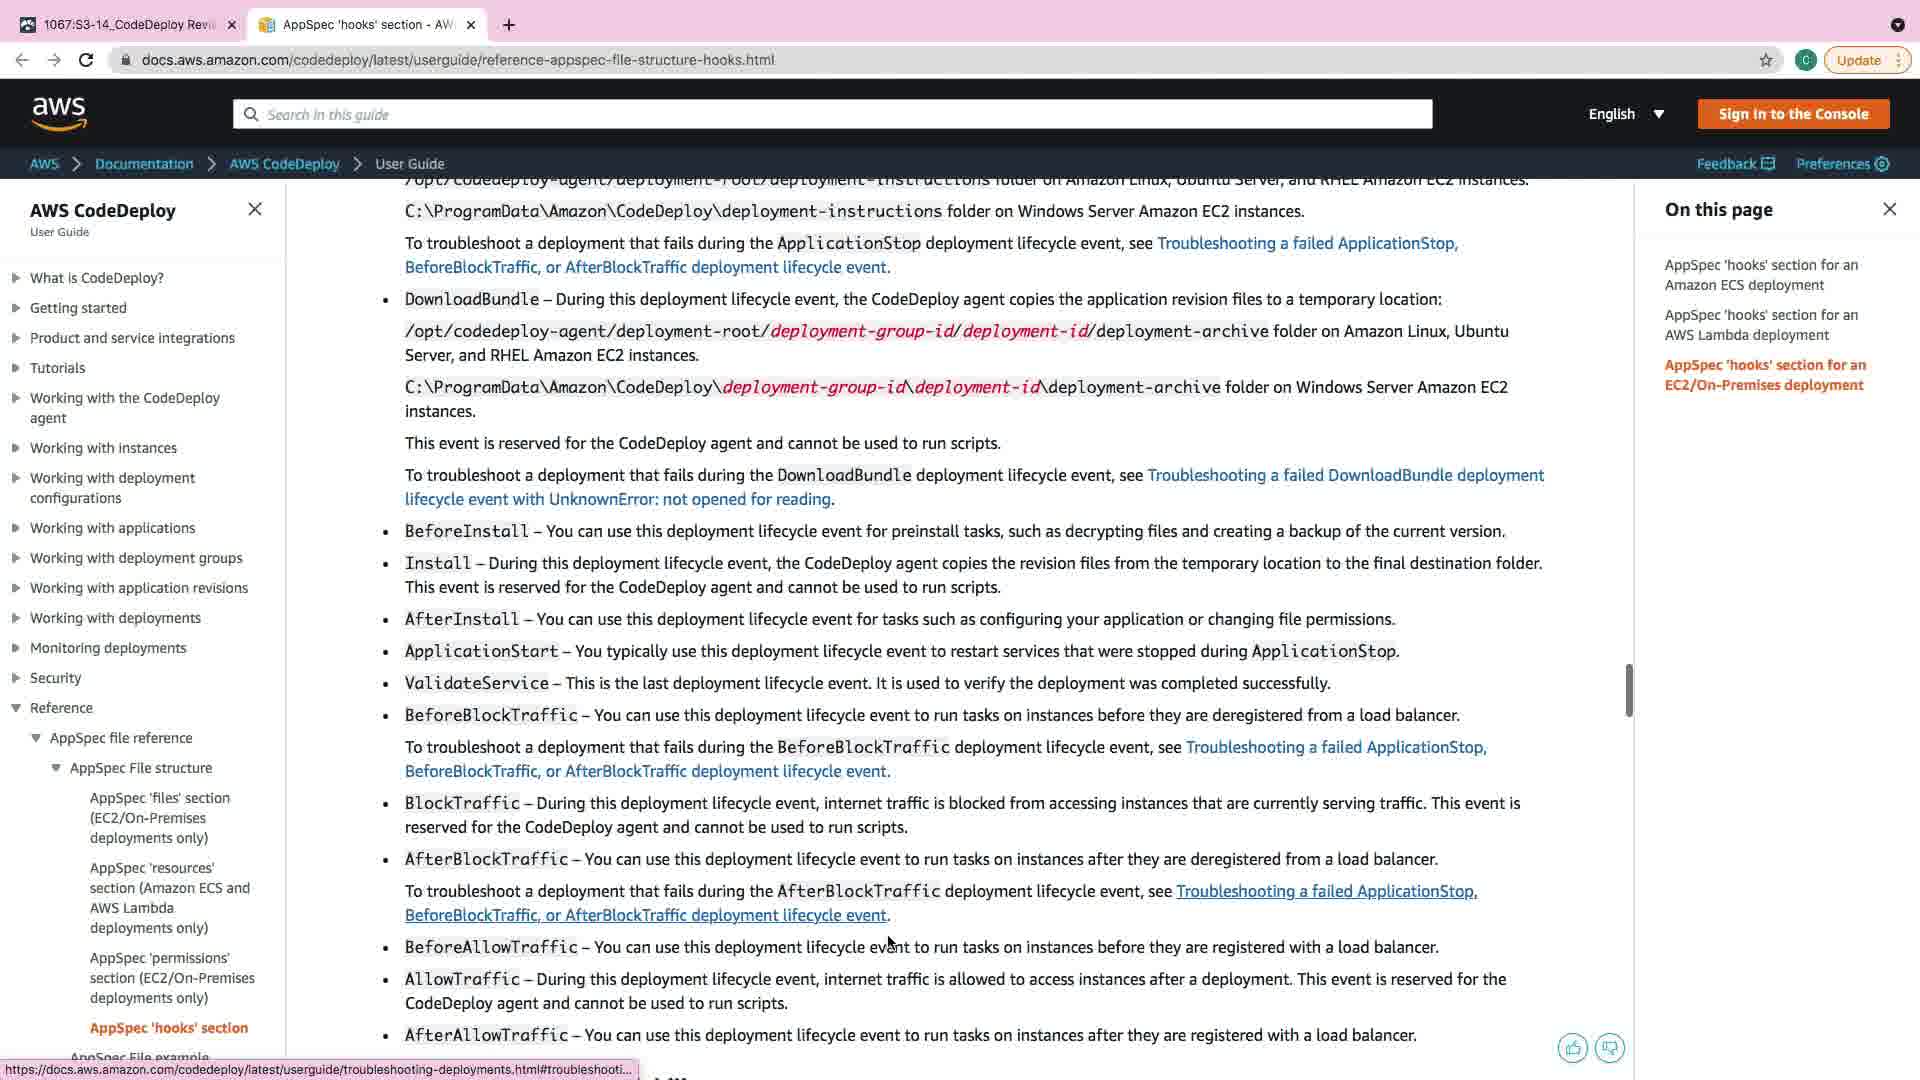 1067:S3-14_CodeDeploy Revi
AppSpec 'hooks' section - AW
docs.aws.amazon.com/codedeploy/latest/userguide/reference-appspec-file-structure-hooks.html
C
Update
aws
Search in this guide
English
Sign In to the Console
AWS
Documentation
AWS CodeDeploy
User Guide
Feedback
Preferences
AWS CodeDeploy
User Guide
What is CodeDeploy?
Getting started
Product and service integrations
Tutorials
Working with the CodeDeploy
agent
Working with instances
Working with deployment
configurations
Working with applications
Working with deployment groups
Working with application revisions
Working with deployments
Monitoring deployments
Security
Reference
AppSpec file reference
AppSpec File structure
AppSpec 'files' section
(EC2/On-Premises
deployments only)
AppSpec 'resources'
section (Amazon ECS and
AWS Lambda
deployments only)
AppSpec 'permissions'
section (EC2/On-Premises
deployments only)
AppSpec 'hooks' section
AppSpec File example
/opt/codedeploy-agent/deployment-root/deployment-instructions folder on Amazon Linux, Ubuntu Server, and RHEL Amazon EC2 instances.
C:\ProgramData\Amazon\CodeDeploy\deployment-instructions folder on Windows Server Amazon EC2 instances.
To troubleshoot a deployment that fails during the ApplicationStop deployment lifecycle event, see Troubleshooting a failed ApplicationStop,
BeforeBlockTraffic, or AfterBlockTraffic deployment lifecycle event.
• DownloadBundle – During this deployment lifecycle event, the CodeDeploy agent copies the application revision files to a temporary location:
/opt/codedeploy-agent/deployment-root/deployment-group-id/deployment-id/deployment-archive folder on Amazon Linux, Ubuntu
Server, and RHEL Amazon EC2 instances.
C:\ProgramData\Amazon\CodeDeploy\deployment-group-id\deployment-id\deployment-archive folder on Windows Server Amazon EC2
instances.
This event is reserved for the CodeDeploy agent and cannot be used to run scripts.
To troubleshoot a deployment that fails during the DownloadBundle deployment lifecycle event, see Troubleshooting a failed DownloadBundle deployment
lifecycle event with UnknownError: not opened for reading.
• BeforeInstall – You can use this deployment lifecycle event for preinstall tasks, such as decrypting files and creating a backup of the current version.
• Install – During this deployment lifecycle event, the CodeDeploy agent copies the revision files from the temporary location to the final destination folder.
This event is reserved for the CodeDeploy agent and cannot be used to run scripts.
• AfterInstall – You can use this deployment lifecycle event for tasks such as configuring your application or changing file permissions.
• ApplicationStart – You typically use this deployment lifecycle event to restart services that were stopped during ApplicationStop.
• ValidateService – This is the last deployment lifecycle event. It is used to verify the deployment was completed successfully.
• BeforeBlockTraffic – You can use this deployment lifecycle event to run tasks on instances before they are deregistered from a load balancer.
To troubleshoot a deployment that fails during the BeforeBlockTraffic deployment lifecycle event, see Troubleshooting a failed ApplicationStop,
BeforeBlockTraffic, or AfterBlockTraffic deployment lifecycle event.
• BlockTraffic – During this deployment lifecycle event, internet traffic is blocked from accessing instances that are currently serving traffic. This event is
reserved for the CodeDeploy agent and cannot be used to run scripts.
• AfterBlockTraffic – You can use this deployment lifecycle event to run tasks on instances after they are deregistered from a load balancer.
To troubleshoot a deployment that fails during the AfterBlockTraffic deployment lifecycle event, see Troubleshooting a failed ApplicationStop,
BeforeBlockTraffic, or AfterBlockTraffic deployment lifecycle event.
• BeforeAllowTraffic – You can use this deployment lifecycle event to run tasks on instances before they are registered with a load balancer.
• AllowTraffic – During this deployment lifecycle event, internet traffic is allowed to access instances after a deployment. This event is reserved for the
CodeDeploy agent and cannot be used to run scripts.
• AfterAllowTraffic – You can use this deployment lifecycle event to run tasks on instances after they are registered with a load balancer.
On this page
AppSpec 'hooks' section for an
Amazon ECS deployment
AppSpec 'hooks' section for an
AWS Lambda deployment
AppSpec 'hooks' section for an
EC2/On-Premises deployment
https://docs.aws.amazon.com/codedeploy/latest/userguide/troubleshooting-deployments.html#troubleshooti...